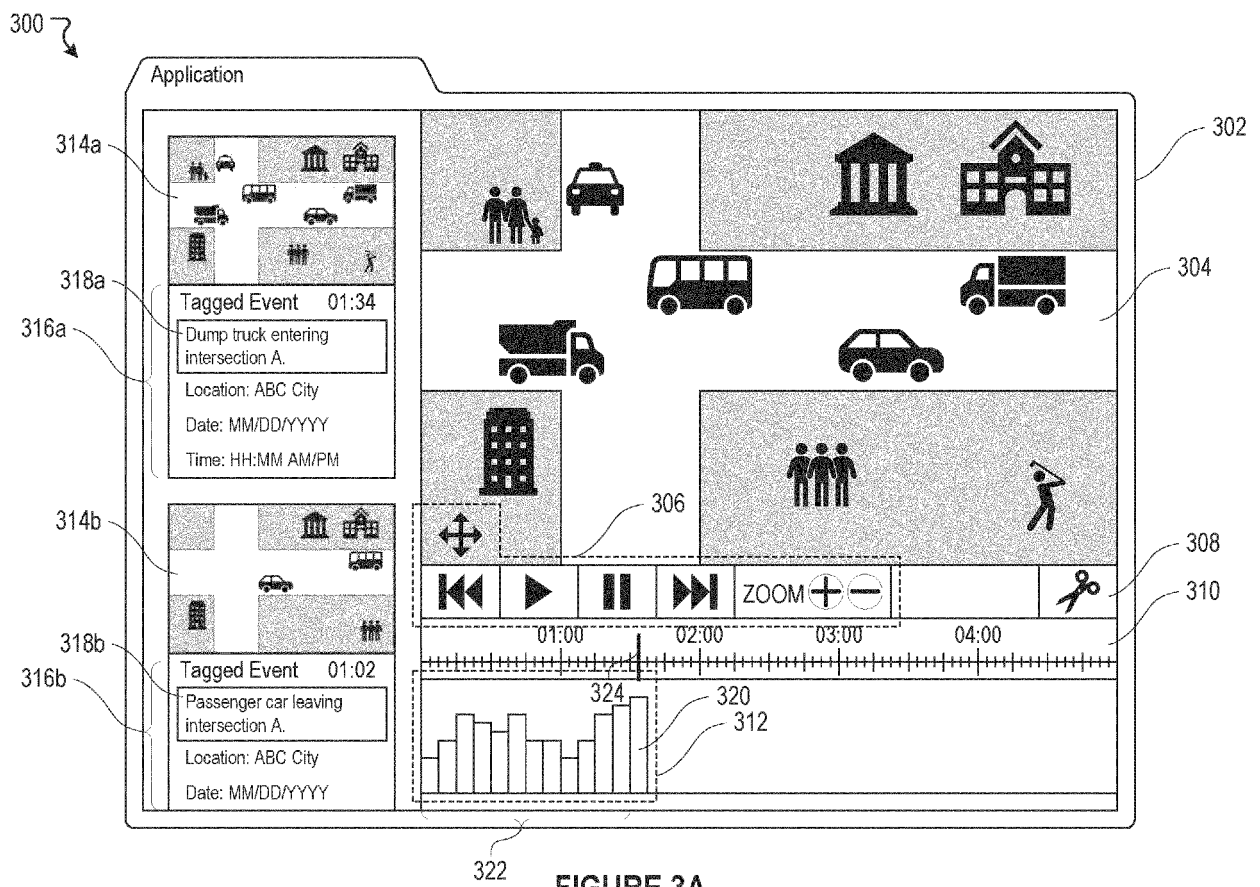 300
Application
314a
302
304
318a
Tagged Event 01:34
316a
Dump truck entering
intersection A.
Location: ABC City
Date: MM/DD/YYYY
Time: HH:MM AM/PM
306
314b
308
ZOOM
310
01:00 02:00 03:00 04:00
318b
Tagged Event 01:02
316b
Passenger car leaving
intersection A.
Location: ABC City
Date: MM/DD/YYYY
324
320
312
322
FIGURE 3A